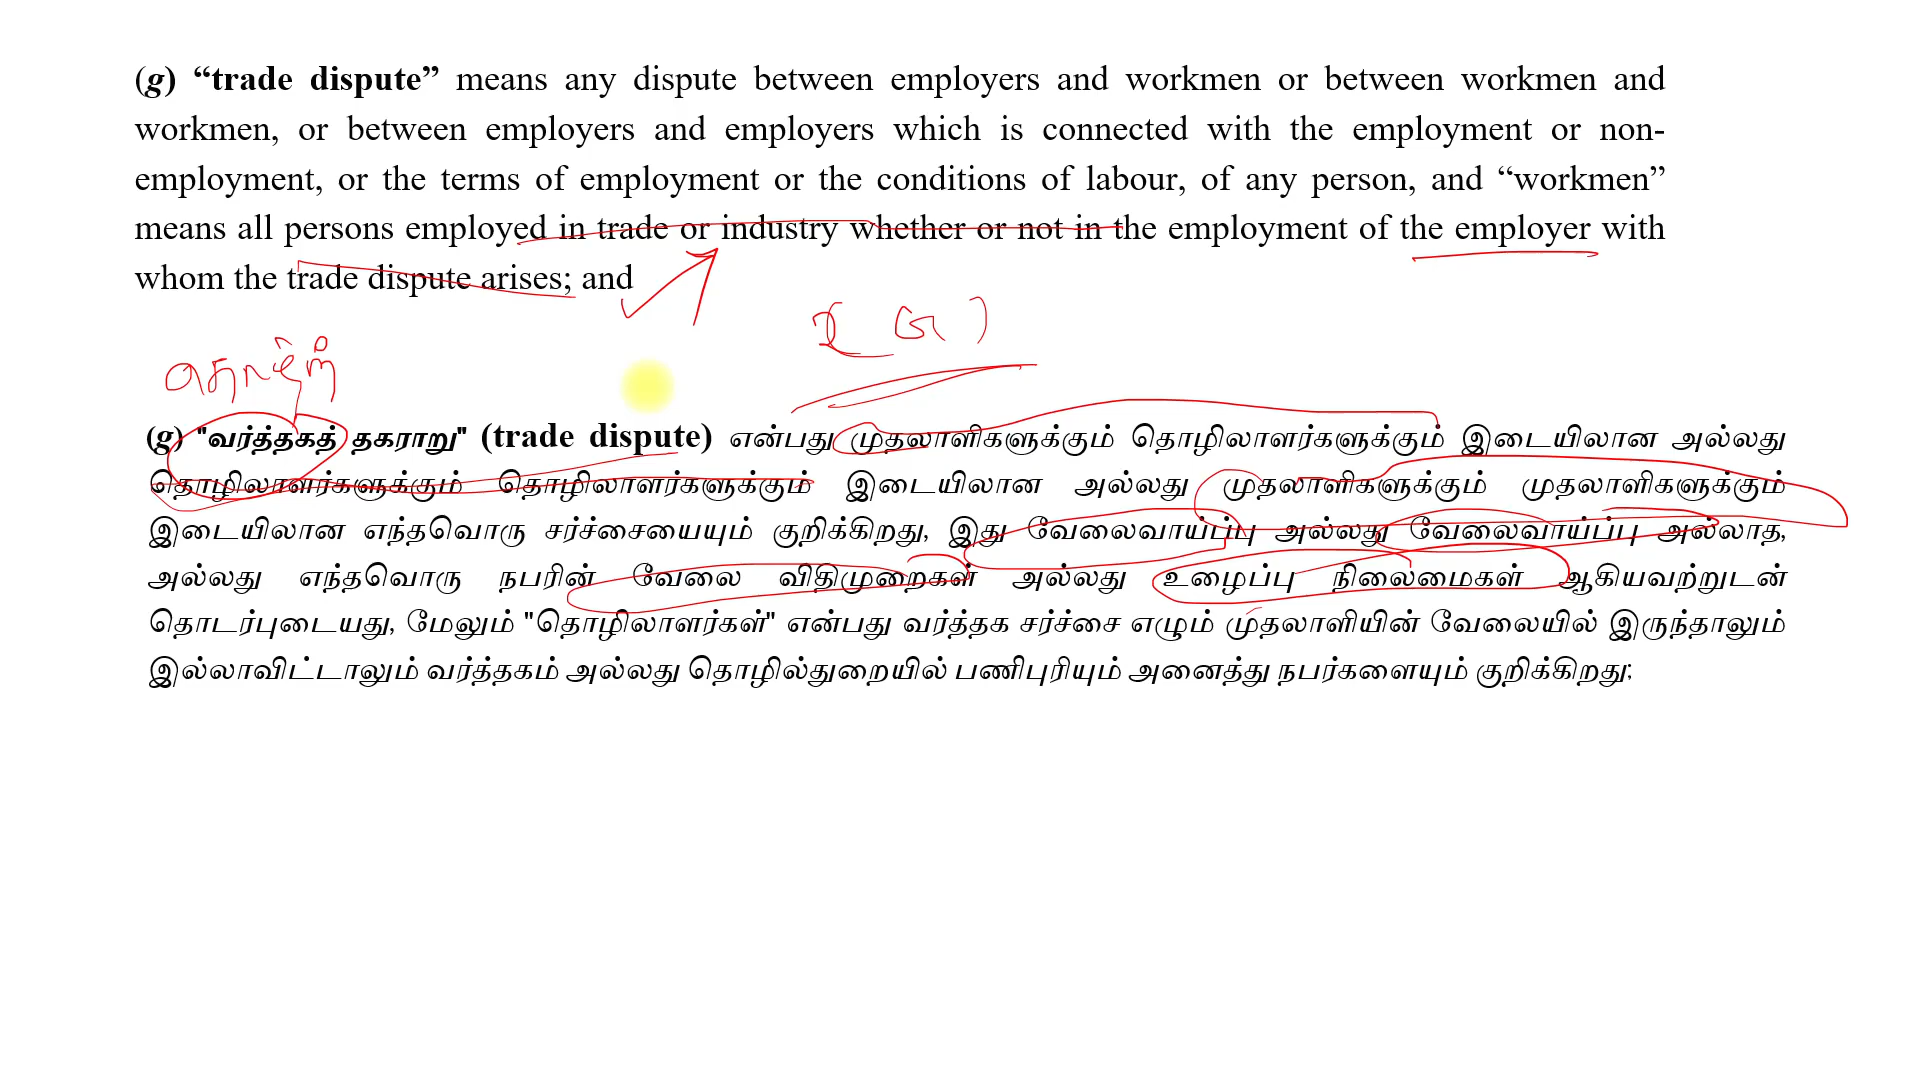 (g) “trade dispute” means any dispute between employers and workmen or between workmen and
workmen, or between employers and employers which is connected with the employment or non-
employment, or the terms of employment or the conditions of labour, of any person, and “workmen”
means all persons employed in trade or industry whether or not in the employment of the employer with
whom the trade dispute arises; and
தொழிற்
(g) "வர்த்தகத் தகராறு" (trade dispute) என்பது முதலாளிகளுக்கும் தொழிலாளர்களுக்கும் இடையிலான அல்லது
தொழிலாளர்களுக்கும் தொழிலாளர்களுக்கும் இடையிலான அல்லது முதலாளிகளுக்கும் முதலாளிகளுக்கும்
இடையிலான எந்தவொரு சர்ச்சையையும் குறிக்கிறது, இது வேலைவாய்ப்பு அல்லது வேலைவாய்ப்பு அல்லாத,
அல்லது எந்தவொரு நபரின் வேலை விதிமுறைகள் அல்லது உழைப்பு நிலைமைகள் ஆகியவற்றுடன்
தொடர்புடையது, மேலும் "தொழிலாளர்கள்" என்பது வர்த்தக சர்ச்சை எழும் முதலாளியின் வேலையில் இருந்தாலும்
இல்லாவிட்டாலும் வர்த்தகம் அல்லது தொழில்துறையில் பணிபுரியும் அனைத்து நபர்களையும் குறிக்கிறது;